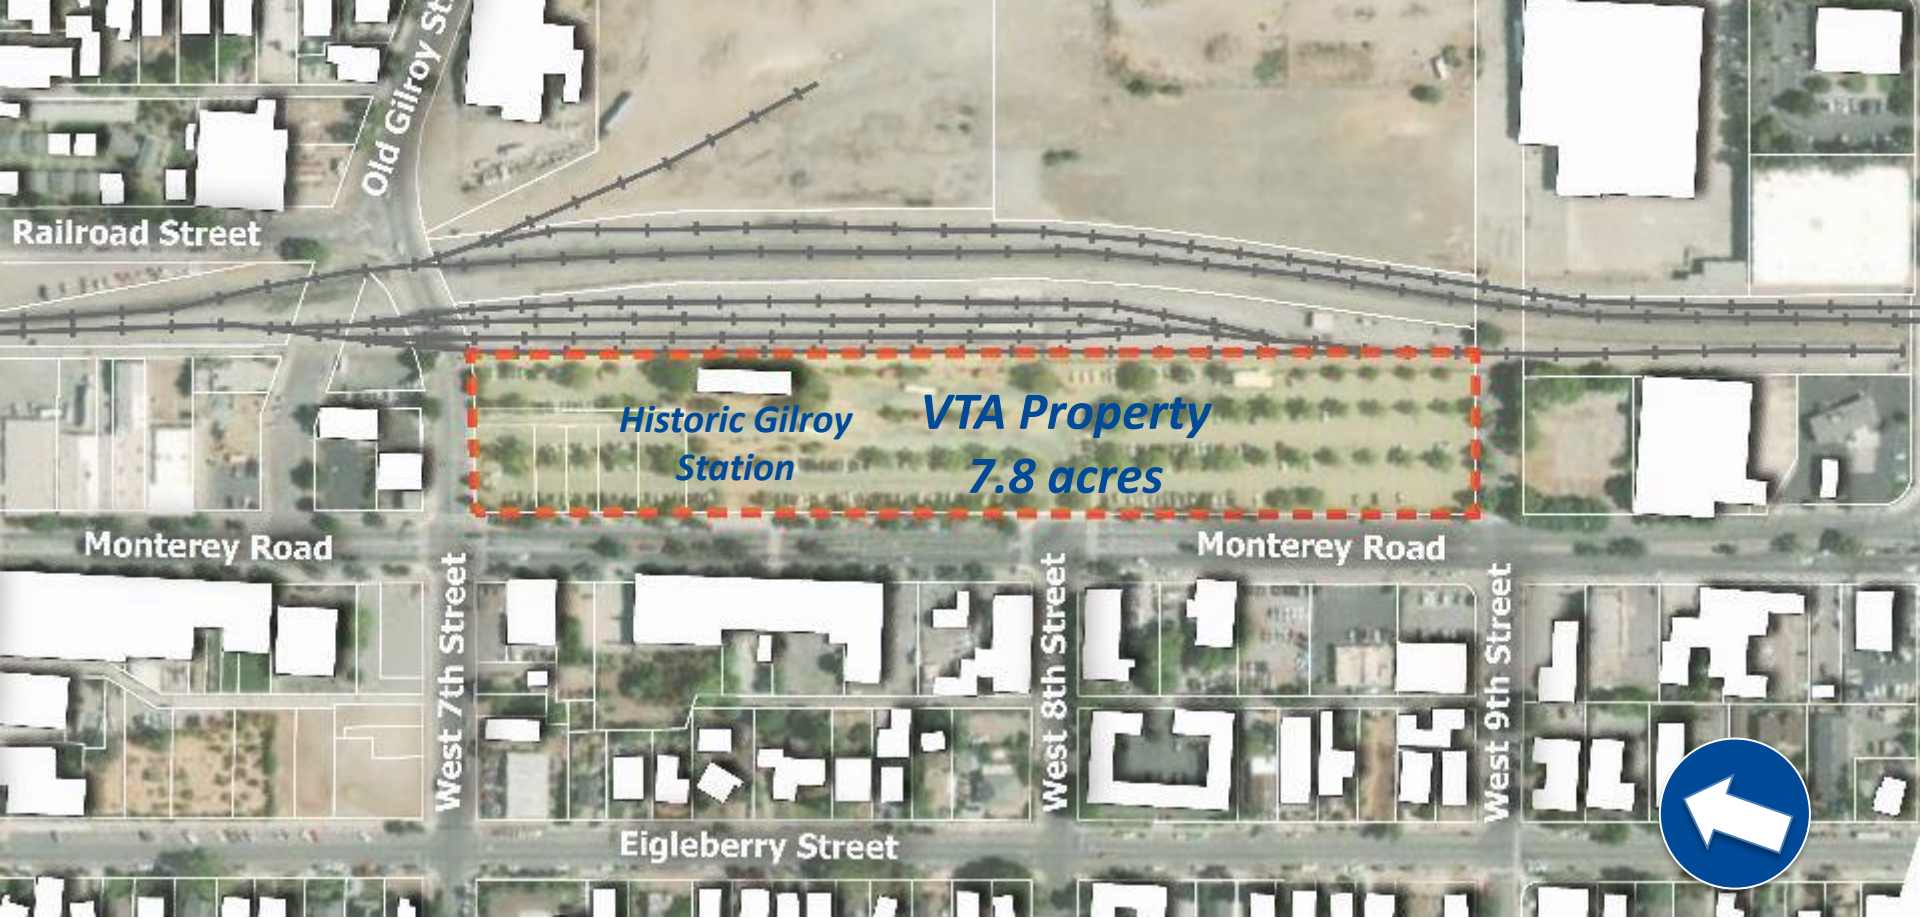 Old Gilroy St.
Railroad Street
Historic Gilroy
Station
VTA Property
7.8 acres
Monterey Road
Monterey Road
West 7th Street
West 8th Street
West 9th Street
Eigleberry Street